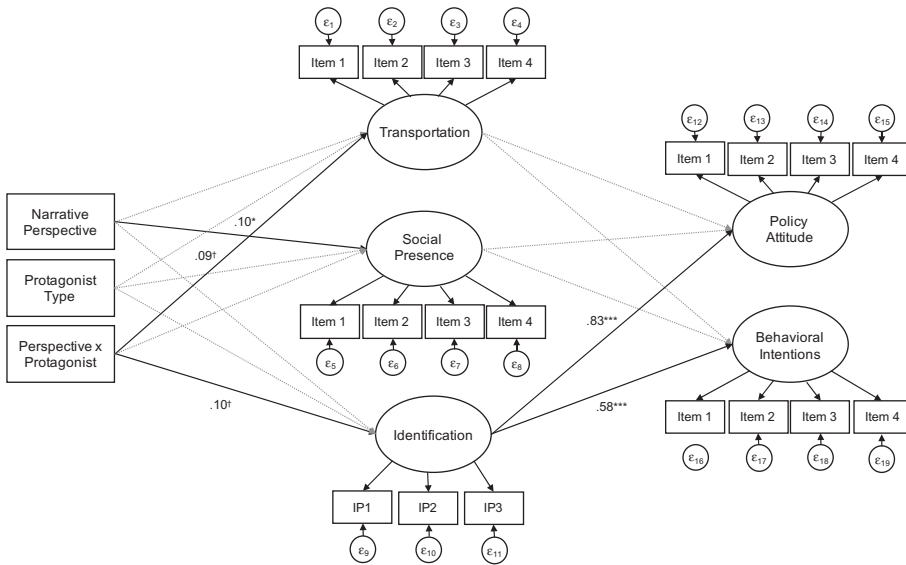 ε1 ε2 ε3 ε4
Item 1 Item 2 Item 3 Item 4
Transportation
ε12 ε13 ε14 ε15
Item 1 Item 2 Item 3 Item 4
Narrative
Perspective
.10*
.09†
Social
Presence
Policy
Attitude
Protagonist
Type
Item 1 Item 2 Item 3 Item 4
ε5 ε6 ε7 ε8
Perspective x
Protagonist
.83***
Behavioral
Intentions
.10†
.58***
Item 1 Item 2 Item 3 Item 4
ε16 ε17 ε18 ε19
Identification
IP1 IP2 IP3
ε9 ε10 ε11